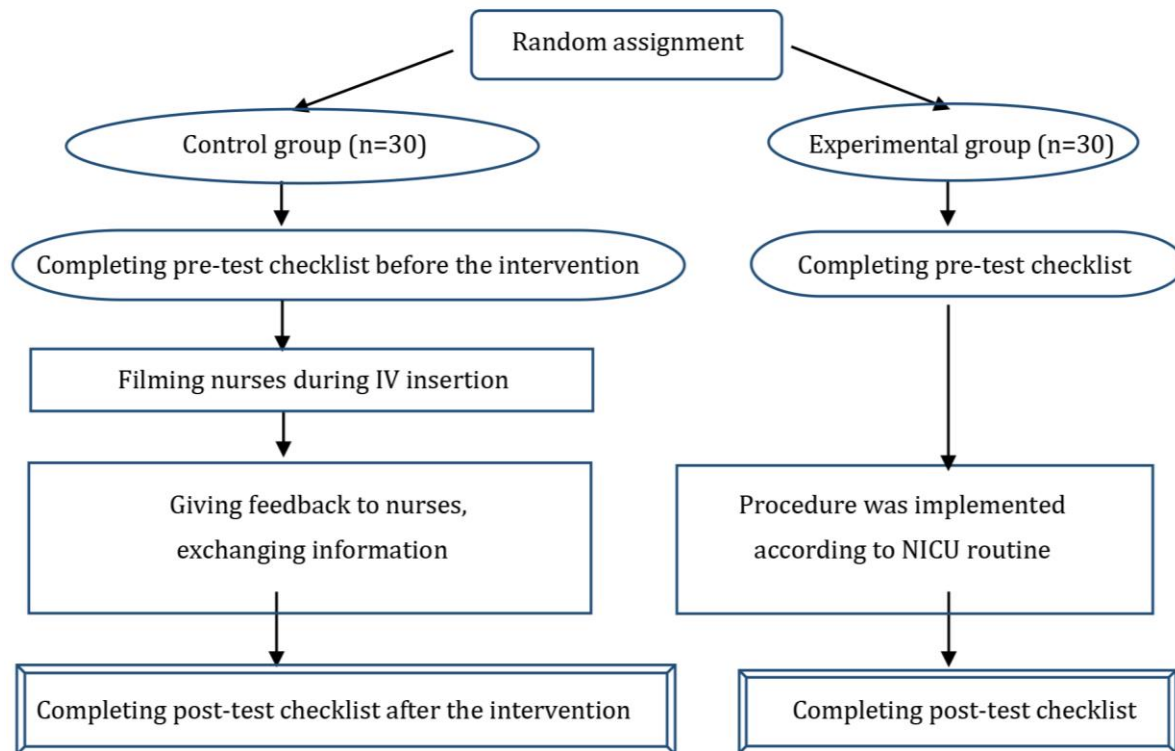 Random assignment
Control group (n=30)
Experimental group (n=30)
Completing pre-test checklist before the intervention
Completing pre-test checklist
Filming nurses during IV insertion
Giving feedback to nurses,
exchanging information
Procedure was implemented
according to NICU routine
Completing post-test checklist after the intervention
Completing post-test checklist